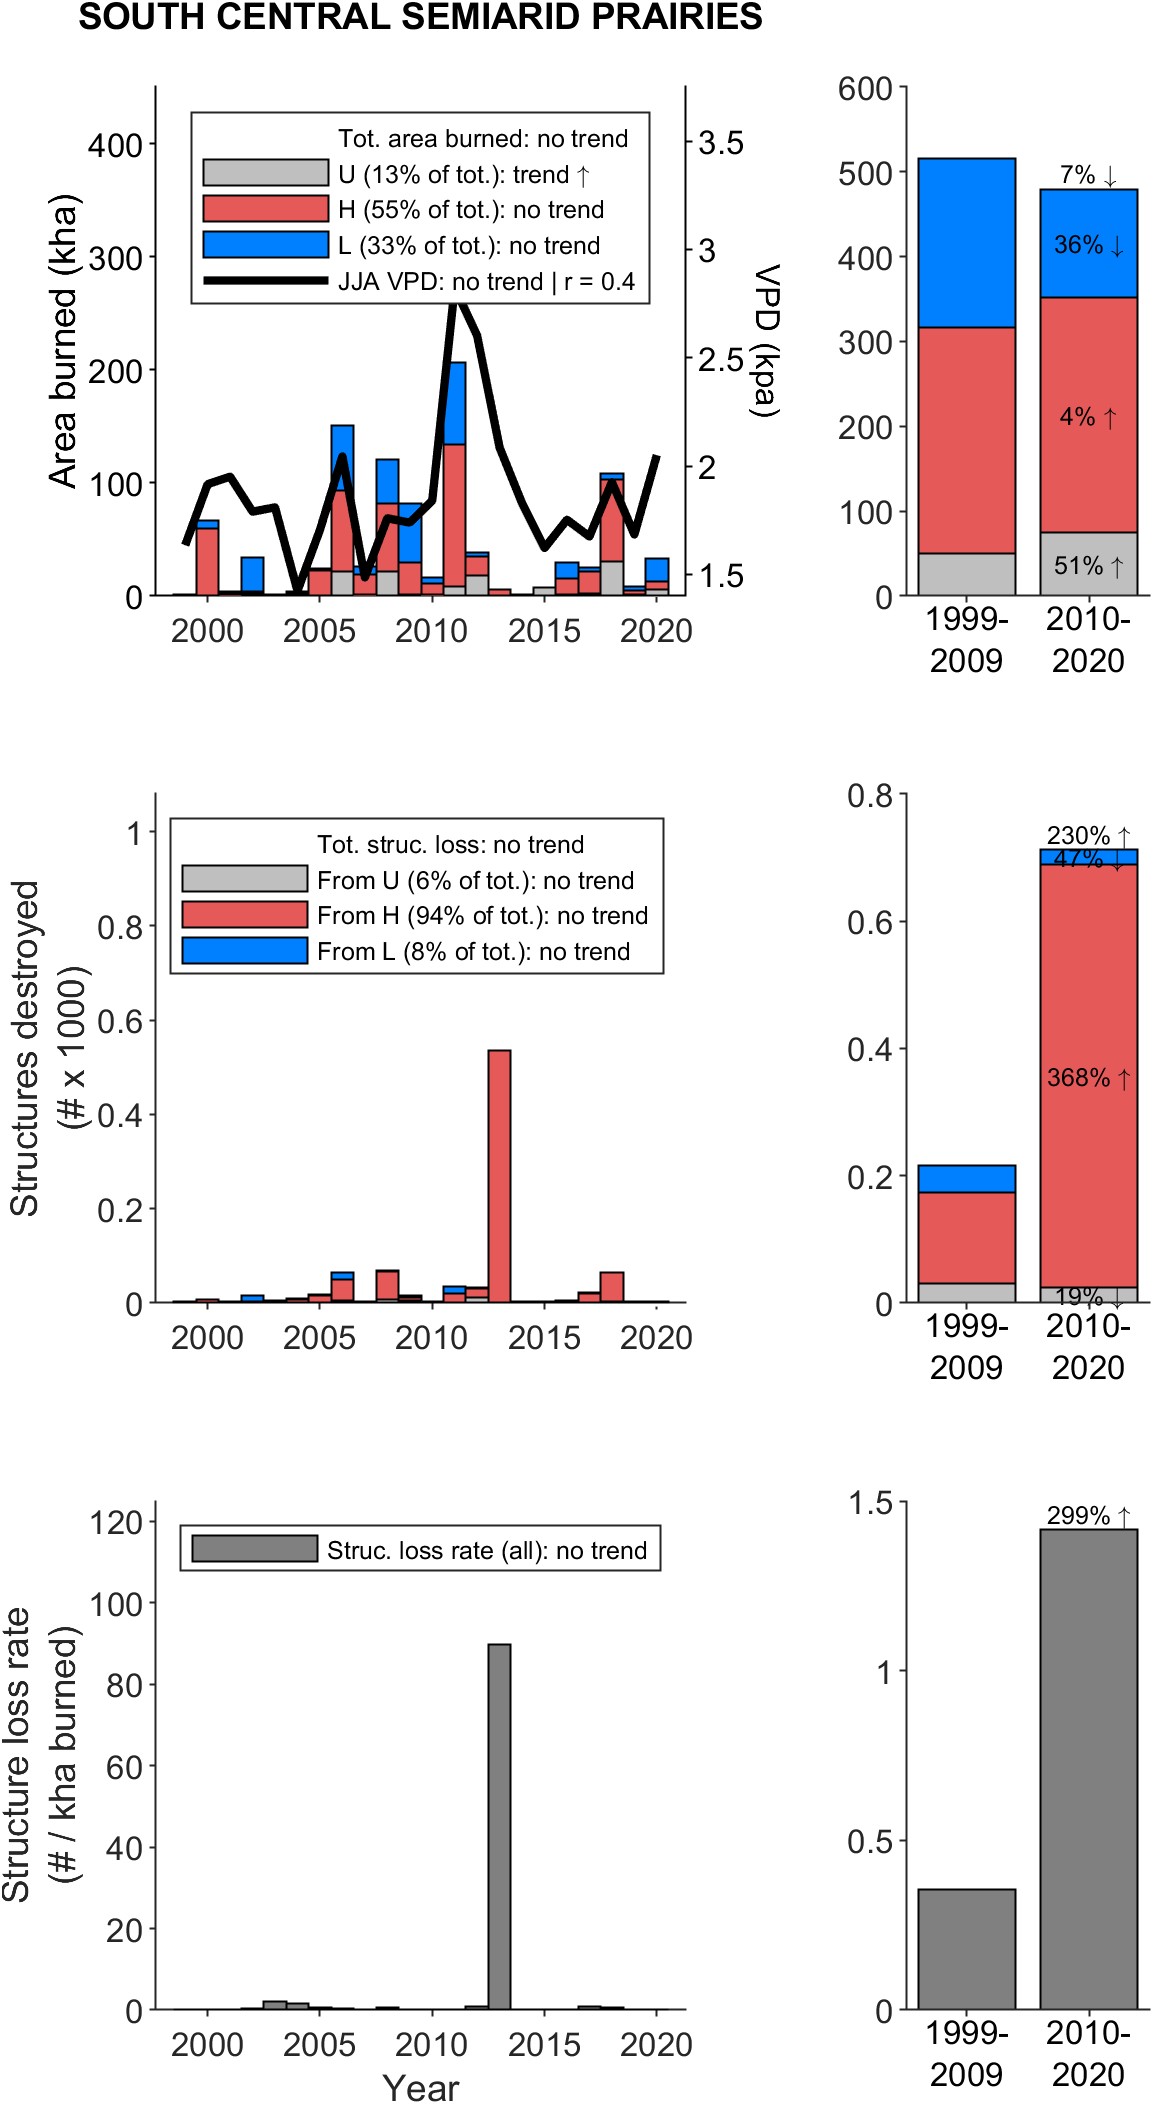 SOUTH CENTRAL SEMIARID PRAIRIES
Area burned (kha)
400
300
200
100
0
Tot. area burned: no trend
U (13% of tot.): trend ↑
H (55% of tot.): no trend
L (33% of tot.): no trend
JJA VPD: no trend | r = 0.4
3.5
3
2.5
2
1.5
VPD (kpa)
2000 2005 2010 2015 2020
600
500
400
300
200
100
0
7% ↓
36% ↓
4% ↑
51% ↑
1999-
2009
2010-
2020
Structures destroyed
(# x 1000)
1
0.8
0.6
0.4
0.2
0
Tot. struc. loss: no trend
From U (6% of tot.): no trend
From H (94% of tot.): no trend
From L (8% of tot.): no trend
2000 2005 2010 2015 2020
0.8
0.6
0.4
0.2
0
230% ↑
47% ↓
368% ↑
19% ↓
1999-
2009
2010-
2020
Structure loss rate
(# / kha burned)
120
100
80
60
40
20
0
Struc. loss rate (all): no trend
2000 2005 2010 2015 2020
Year
1.5
1
0.5
0
299% ↑
1999-
2009
2010-
2020